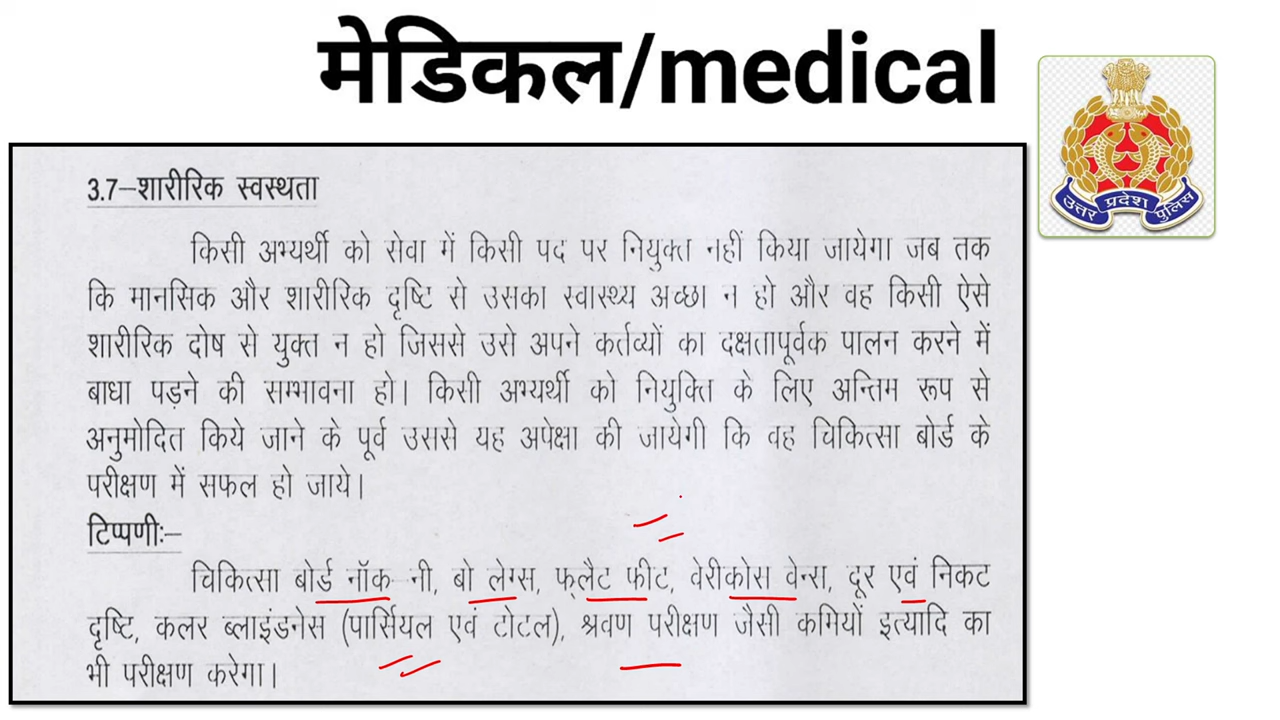 मेडिकल/medical
उत्तर प्रदेश पुलिस
3.7–शारीरिक स्वस्थता
किसी अभ्यर्थी को सेवा में किसी पद पर नियुक्त नहीं किया जायेगा जब तक
कि मानसिक और शारीरिक दृष्टि से उसका स्वास्थ्य अच्छा न हो और वह किसी ऐसे
शारीरिक दोष से युक्त न हो जिससे उसे अपने कर्तव्यों का दक्षतापूर्वक पालन करने में
बाधा पड़ने की सम्भावना हो। किसी अभ्यर्थी को नियुक्ति के लिए अन्तिम रूप से
अनुमोदित किये जाने के पूर्व उससे यह अपेक्षा की जायेगी कि वह चिकित्सा बोर्ड के
परीक्षण में सफल हो जाये।
टिप्पणीः–
चिकित्सा बोर्ड नॉक नी, बो लेग्स, फ्लैट फीट, वेरीकोस वेन्स, दूर एवं निकट
दृष्टि, कलर ब्लाइंडनेस (पार्सियल एवं टोटल), श्रवण परीक्षण जैसी कमियों इत्यादि का
भी परीक्षण करेगा।